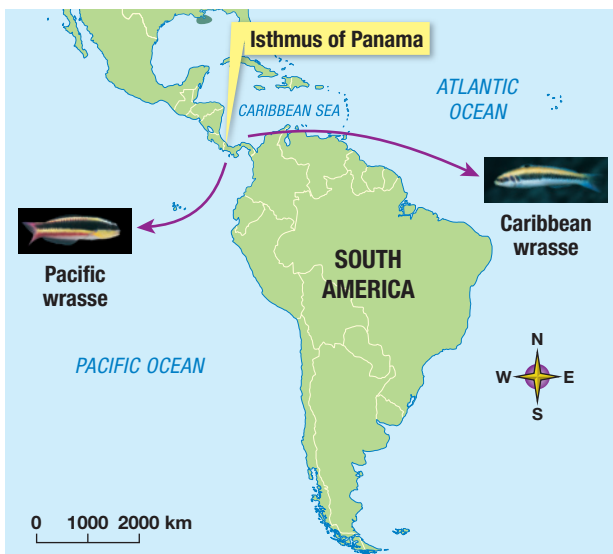 Isthmus of Panama
ATLANTIC
OCEAN
CARIBBEAN SEA
Caribbean
wrasse
Pacific
wrasse
SOUTH
AMERICA
PACIFIC OCEAN
N
W E
S
0 1000 2000 km